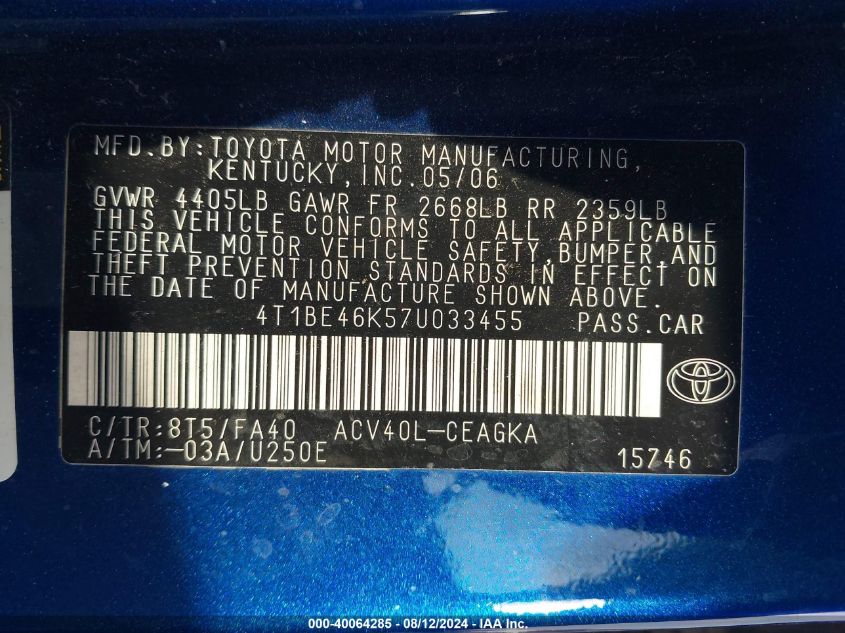 MFD.BY:TOYOTA MOTOR MANUFACTURING,
KENTUCKY,INC.05/06
GVWR 4405LB GAWR FR 2668LB RR 2359LB
THIS VEHICLE CONFORMS TO ALL APPLICABLE
FEDERAL MOTOR VEHICLE SAFETY,BUMPER,AND
THEFT PREVENTION STANDARDS IN EFFECT ON
THE DATE OF MANUFACTURE SHOWN ABOVE.
4T1BE46K57U033455 PASS.CAR
C/TR:8T5/FA40 ACV40L-CEAGKA
A/TM:-03A/U250E 15746
000-40064285 - 08/12/2024 - IAA Inc.